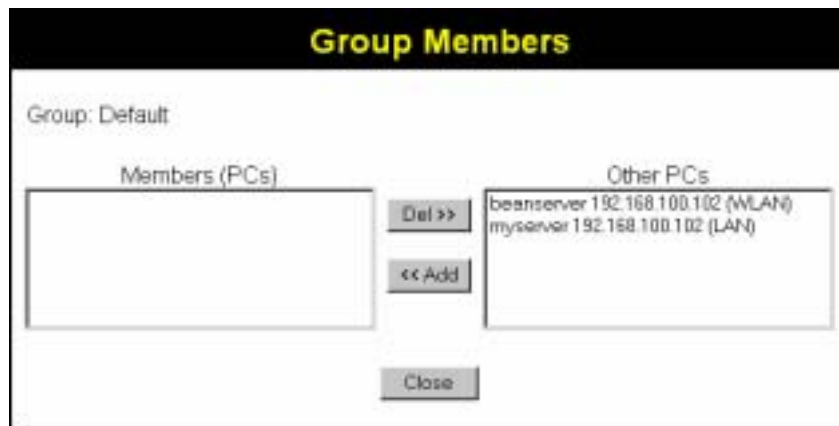 Group Members
Group: Default
Members (PCs)
Other PCs
Del >>
<< Add
beanserver 192.168.100.102 (WLAN)
myserver 192.168.100.102 (LAN)
Close